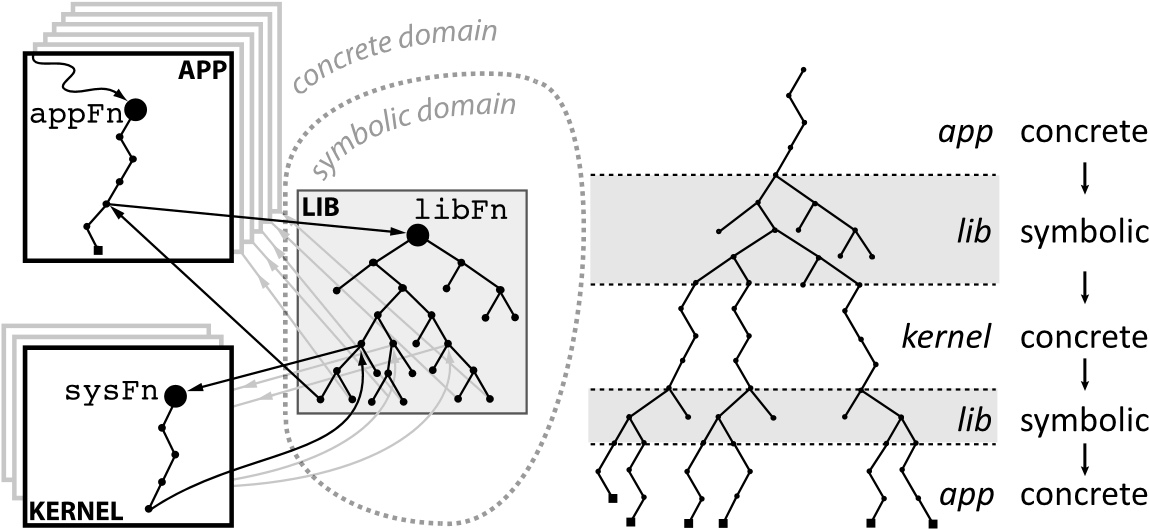 concrete domain
symbolic domain
APP
appFn
LIB
libFn
sysFn
KERNEL
app concrete
lib symbolic
kernel concrete
lib symbolic
app concrete